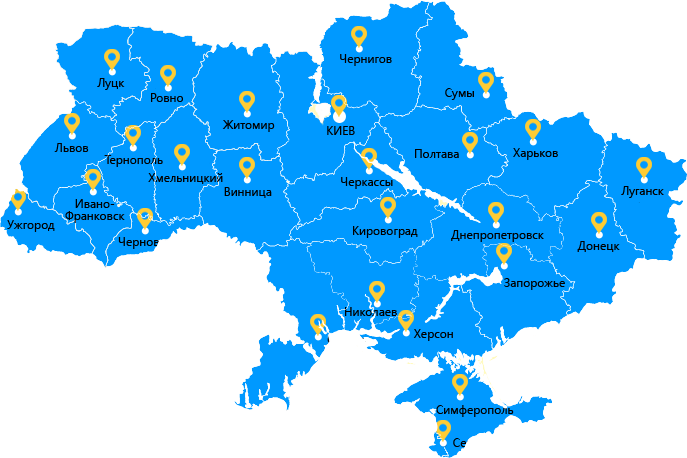 Чернигов
Луцк
Ровно
Сумы
Житомир
КИЕВ
Львов
Тернополь
Полтава
Харьков
Хмельницкий
Винница
Черкассы
Луганск
Ивано-
Франковск
Ужгород
Чернов
Кировоград
Днепропетровск
Донецк
Запорожье
Николаев
Херсон
Симферополь
Се